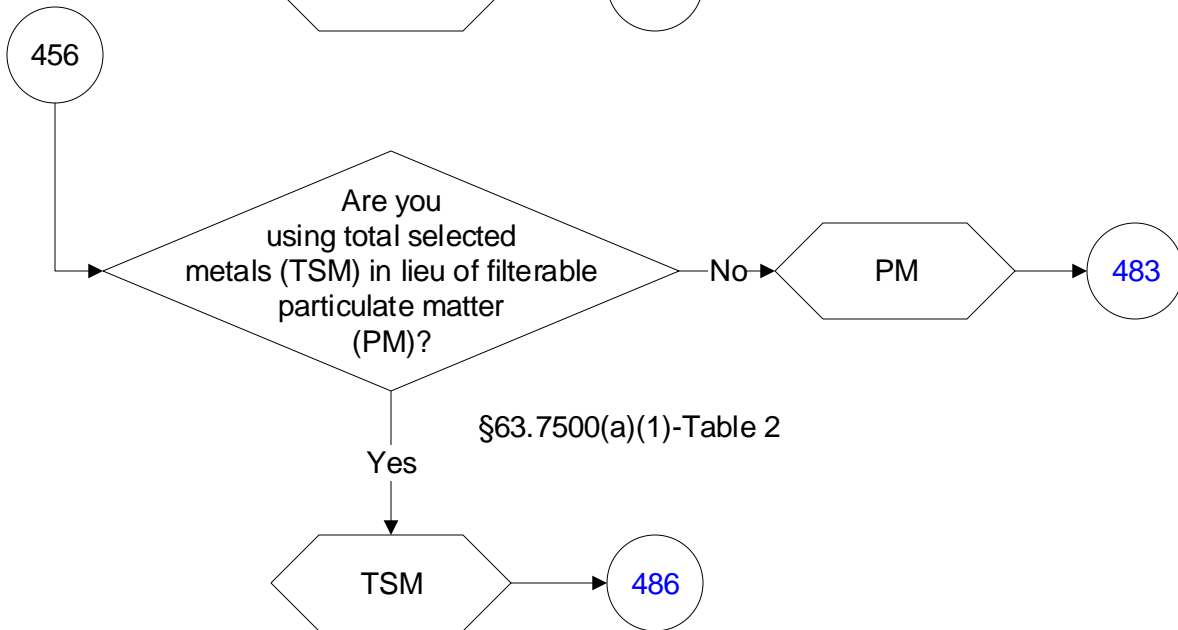 456
Are you
using total selected
metals (TSM) in lieu of filterable
particulate matter
(PM)?
No
PM
483
§63.7500(a)(1)-Table 2
Yes
TSM
486